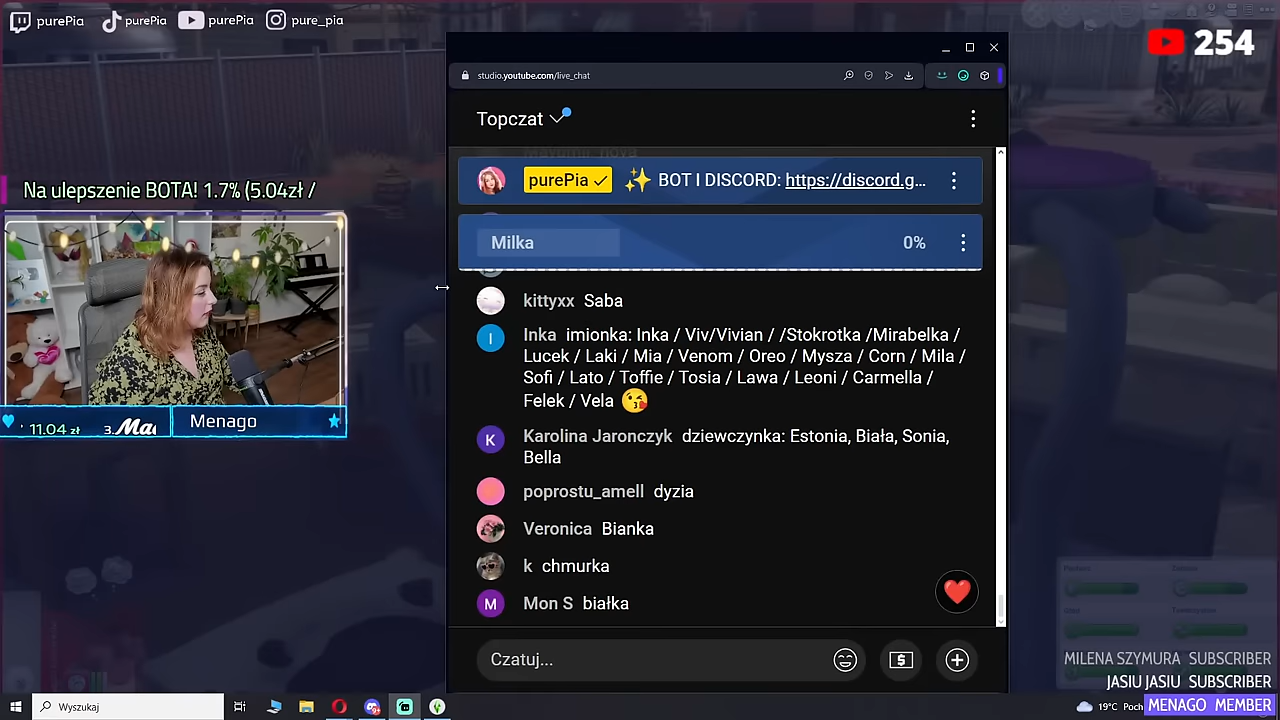 purePia purePia purePia pure_pia
254
studio.youtube.com/live_chat
Topczat
purePia ✨ BOT I DISCORD: https://discord.g...
Na ulepszenie BOTA! 1.7% (5.04zł /
Milka 0%
kittyxx Saba
Inka imionka: Inka / Viv/Vivian / /Stokrotka /Mirabelka /
Lucek / Laki / Mia / Venom / Oreo / Mysza / Corn / Mila /
Sofi / Lato / Toffie / Tosia / Lawa / Leoni / Carmella /
Felek / Vela 😘
11.04 zł 3.
Menago
K
Karolina Jaronczyk dziewczynka: Estonia, Biała, Sonia,
Bella
poprostu_amell dyzia
Veronica Bianka
k chmurka
M
Mon S białka
Czatuj...
MILENA SZYMURA SUBSCRIBER
JASIU JASIU SUBSCRIBER
MENAGO MEMBER
Wyszukaj
19°C Poch